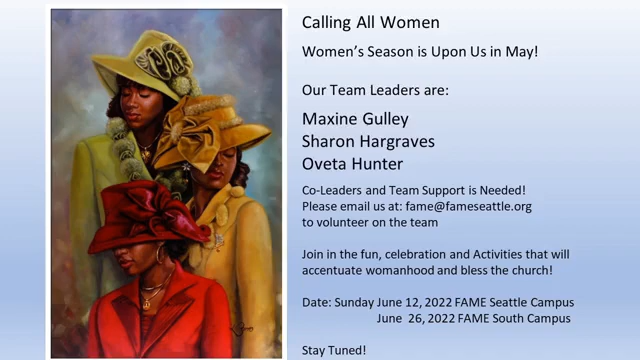 Calling All Women
Women's Season is Upon Us in May!
Our Team Leaders are:
Maxine Gulley
Sharon Hargraves
Oveta Hunter
Co-Leaders and Team Support is Needed!
Please email us at: fame@fameseattle.org
to volunteer on the team
Join in the fun, celebration and Activities that will
accentuate womanhood and bless the church!
Date: Sunday June 12, 2022 FAME Seattle Campus
June 26, 2022 FAME South Campus
Stay Tuned!